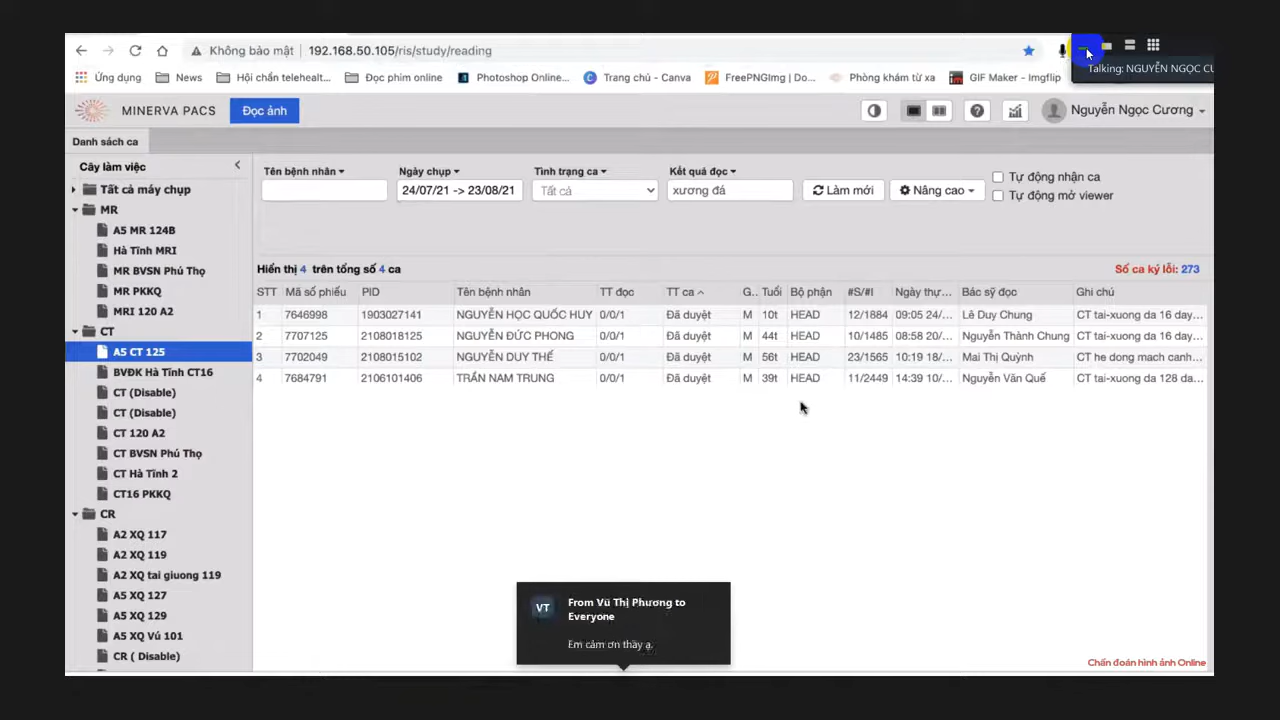 Không bảo mật 192.168.50.105/ris/study/reading
Ứng dụng News Hội chẩn telehealt... Đọc phim online Photoshop Online... Trang chủ - Canva FreePNGImg | Do... Phòng khám từ xa GIF Maker - Imgflip
Talking: NGUYỄN NGỌC CƯ
MINERVA PACS Đọc ảnh Nguyễn Ngọc Cương
Danh sách ca
Cây làm việc
Tất cả máy chụp
MR
A5 MR 124B
Hà Tĩnh MRI
MR BVSN Phú Thọ
MR PKKQ
MRI 120 A2
CT
A5 CT 125
BVĐK Hà Tĩnh CT16
CT (Disable)
CT (Disable)
CT 120 A2
CT BVSN Phú Thọ
CT Hà Tĩnh 2
CT16 PKKQ
CR
A2 XQ 117
A2 XQ 119
A2 XQ tai giuong 119
A5 XQ 127
A5 XQ 129
A5 XQ Vú 101
CR ( Disable)
Tên bệnh nhân Ngày chụp Tình trạng ca Kết quả đọc
24/07/21 -> 23/08/21 Tất cả xương đá Làm mới Nâng cao
Tự động nhận ca
Tự động mở viewer
Hiển thị 4 trên tổng số 4 ca Số ca ký lỗi: 273
STT Mã số phiếu PID Tên bệnh nhân TT đọc TT ca G.. Tuổi Bộ phận #S/#I Ngày thự... Bác sỹ đọc Ghi chú
1 7646998 1903027141 NGUYỄN HỌC QUỐC HUY 0/0/1 Đã duyệt M 10t HEAD 12/1884 09:05 24/... Lê Duy Chung CT tai-xuong da 16 day...
2 7707125 2108018125 NGUYỄN ĐỨC PHONG 0/0/1 Đã duyệt M 44t HEAD 10/1485 08:58 20/... Nguyễn Thành Chung CT tai-xuong da 16 day...
3 7702049 2108015122 NGUYỄN DUY THẾ 0/0/1 Đã duyệt M 56t HEAD 23/1565 10:19 18/... Mai Thị Quỳnh CT he dong mach canh...
4 7684791 2106101406 TRẦN NAM TRUNG 0/0/1 Đã duyệt M 39t HEAD 11/2449 14:39 10/... Nguyễn Văn Quế CT tai-xuong da 128 da...
VT
From Vũ Thị Phương to
Everyone
Em cảm ơn thầy ạ.
Chẩn đoán hình ảnh Online